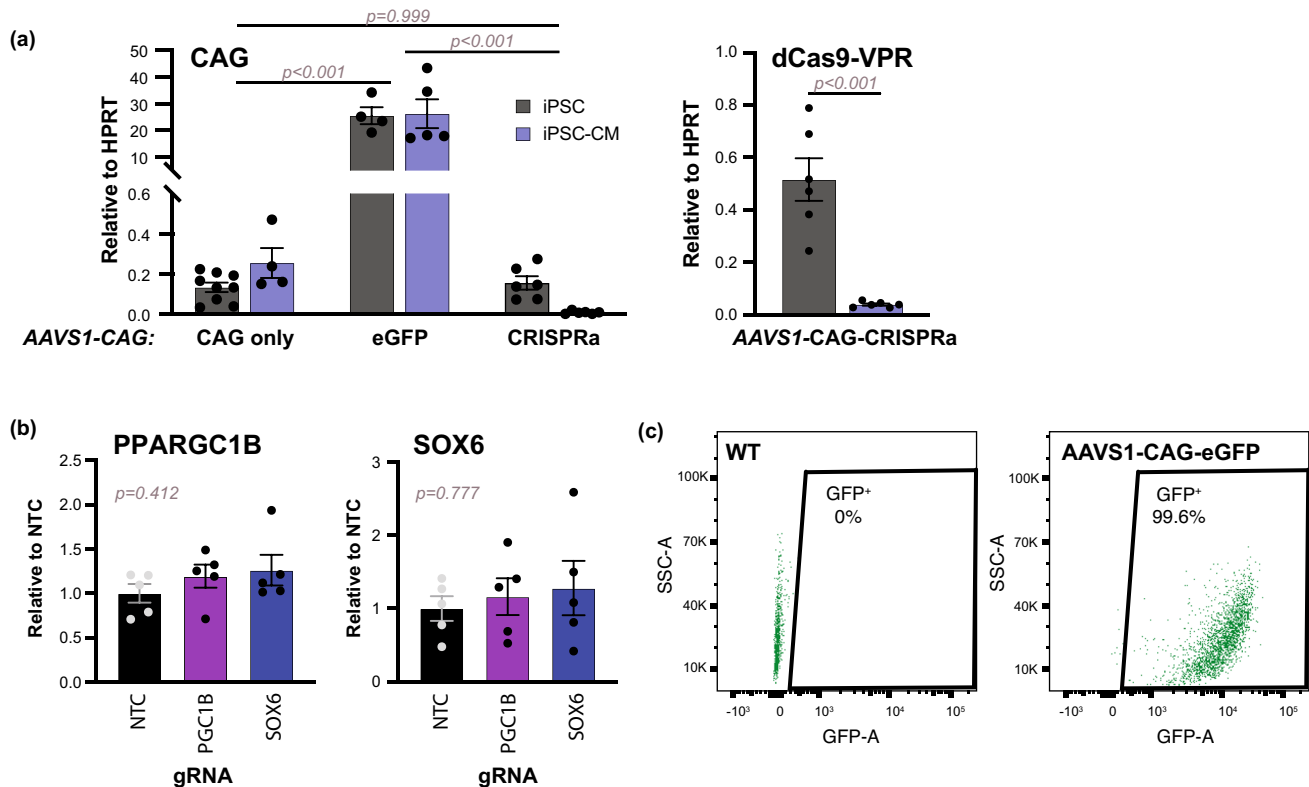 (a)
CAG
p=0.999
p<0.001
p<0.001
Relative to HPRT
50
40
30
20
10
0.6
0.4
0.2
0.0
iPSC
iPSC-CM
AAVS1-CAG:
CAG only
eGFP
CRISPRa
dCas9-VPR
p<0.001
Relative to HPRT
1.0
0.8
0.6
0.4
0.2
0.0
AAVS1-CAG-CRISPRa
(b)
PPARGC1B
p=0.412
Relative to NTC
2.5
2.0
1.5
1.0
0.5
0.0
NTC
PGC1B
SOX6
gRNA
SOX6
p=0.777
Relative to NTC
3
2
1
0
NTC
PGC1B
SOX6
gRNA
(c)
WT
GFP⁺
0%
SSC-A
100K
70K
40K
10K
-10³ 0 10³ 10⁴ 10⁵
GFP-A
AAVS1-CAG-eGFP
GFP⁺
99.6%
SSC-A
100K
70K
40K
10K
-10³ 0 10³ 10⁴ 10⁵
GFP-A